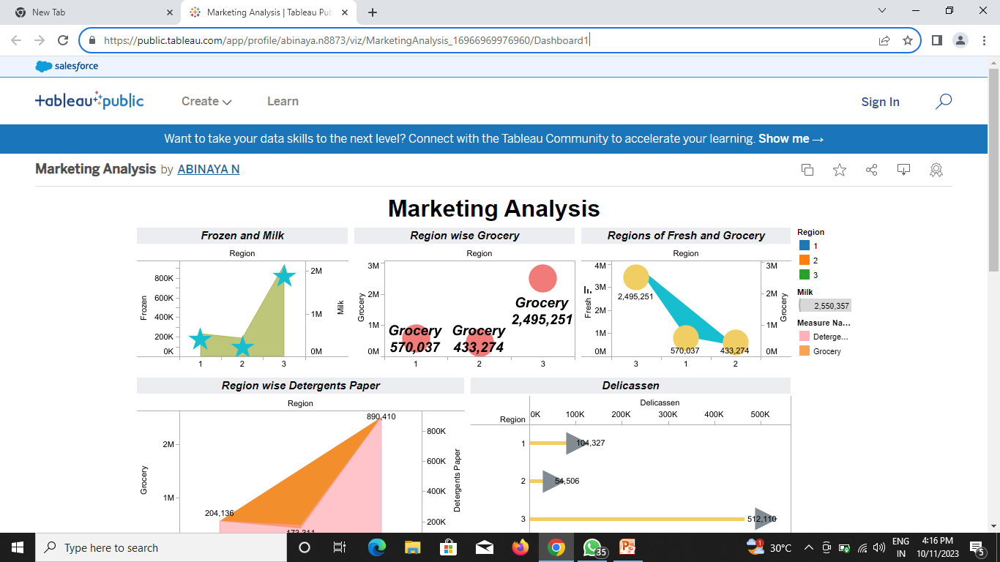 New Tab
Marketing Analysis | Tableau Pub
https://public.tableau.com/app/profile/abinaya.n8873/viz/MarketingAnalysis_16966969976960/Dashboard1
salesforce
tableau public
Create
Learn
Sign In
Want to take your data skills to the next level? Connect with the Tableau Community to accelerate your learning. Show me →
Marketing Analysis by ABINAYA N
Marketing Analysis
Frozen and Milk
Region
Frozen
800K
600K
400K
200K
0K
2M
1M
0M
Milk
1
2
3
Region wise Grocery
Region
Grocery
3M
2M
1M
0M
Grocery
570,037
Grocery
433,274
Grocery
2,495,251
1
2
3
Regions of Fresh and Grocery
Region
Fresh
4M
3M
2M
1M
0M
2,495,251
570,037
433,274
3M
2M
1M
0M
Grocery
3
1
2
Region
1
2
3
Milk
2,550,357
Measure Na...
Deterge...
Grocery
Region wise Detergents Paper
Region
Grocery
2M
1M
204,136
890,410
800K
600K
400K
200K
Detergents Paper
Delicassen
Delicassen
Region
0K
100K
200K
300K
400K
500K
1
104,327
2
54,506
3
512,110
Type here to search
1
35
30°C
ENG
IN
4:16 PM
10/11/2023
5